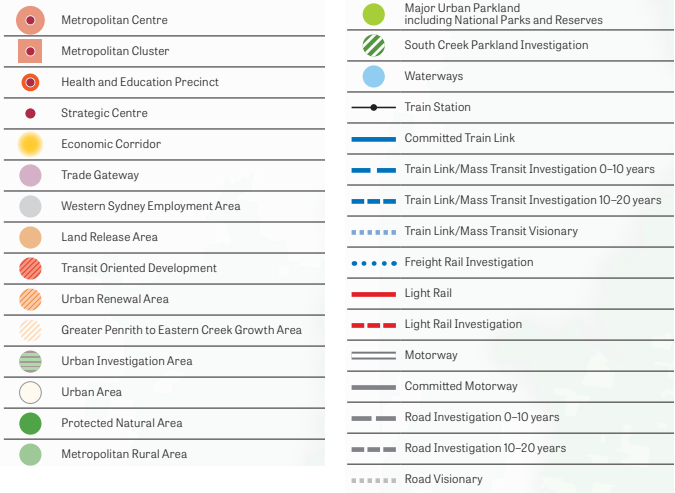 Metropolitan Centre
Metropolitan Cluster
Health and Education Precinct
Strategic Centre
Economic Corridor
Trade Gateway
Western Sydney Employment Area
Land Release Area
Transit Oriented Development
Urban Renewal Area
Greater Penrith to Eastern Creek Growth Area
Urban Investigation Area
Urban Area
Protected Natural Area
Metropolitan Rural Area
Major Urban Parkland
including National Parks and Reserves
South Creek Parkland Investigation
Waterways
Train Station
Committed Train Link
Train Link/Mass Transit Investigation 0–10 years
Train Link/Mass Transit Investigation 10–20 years
Train Link/Mass Transit Visionary
Freight Rail Investigation
Light Rail
Light Rail Investigation
Motorway
Committed Motorway
Road Investigation 0–10 years
Road Investigation 10–20 years
Road Visionary